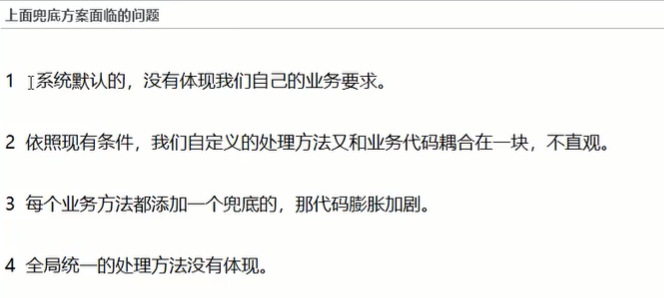 上面兜底方案面临的问题
1 系统默认的，没有体现我们自己的业务要求。
2 依照现有条件，我们自定义的处理方法又和业务代码耦合在一块，不直观。
3 每个业务方法都添加一个兜底的，那代码膨胀加剧。
4 全局统一的处理方法没有体现。